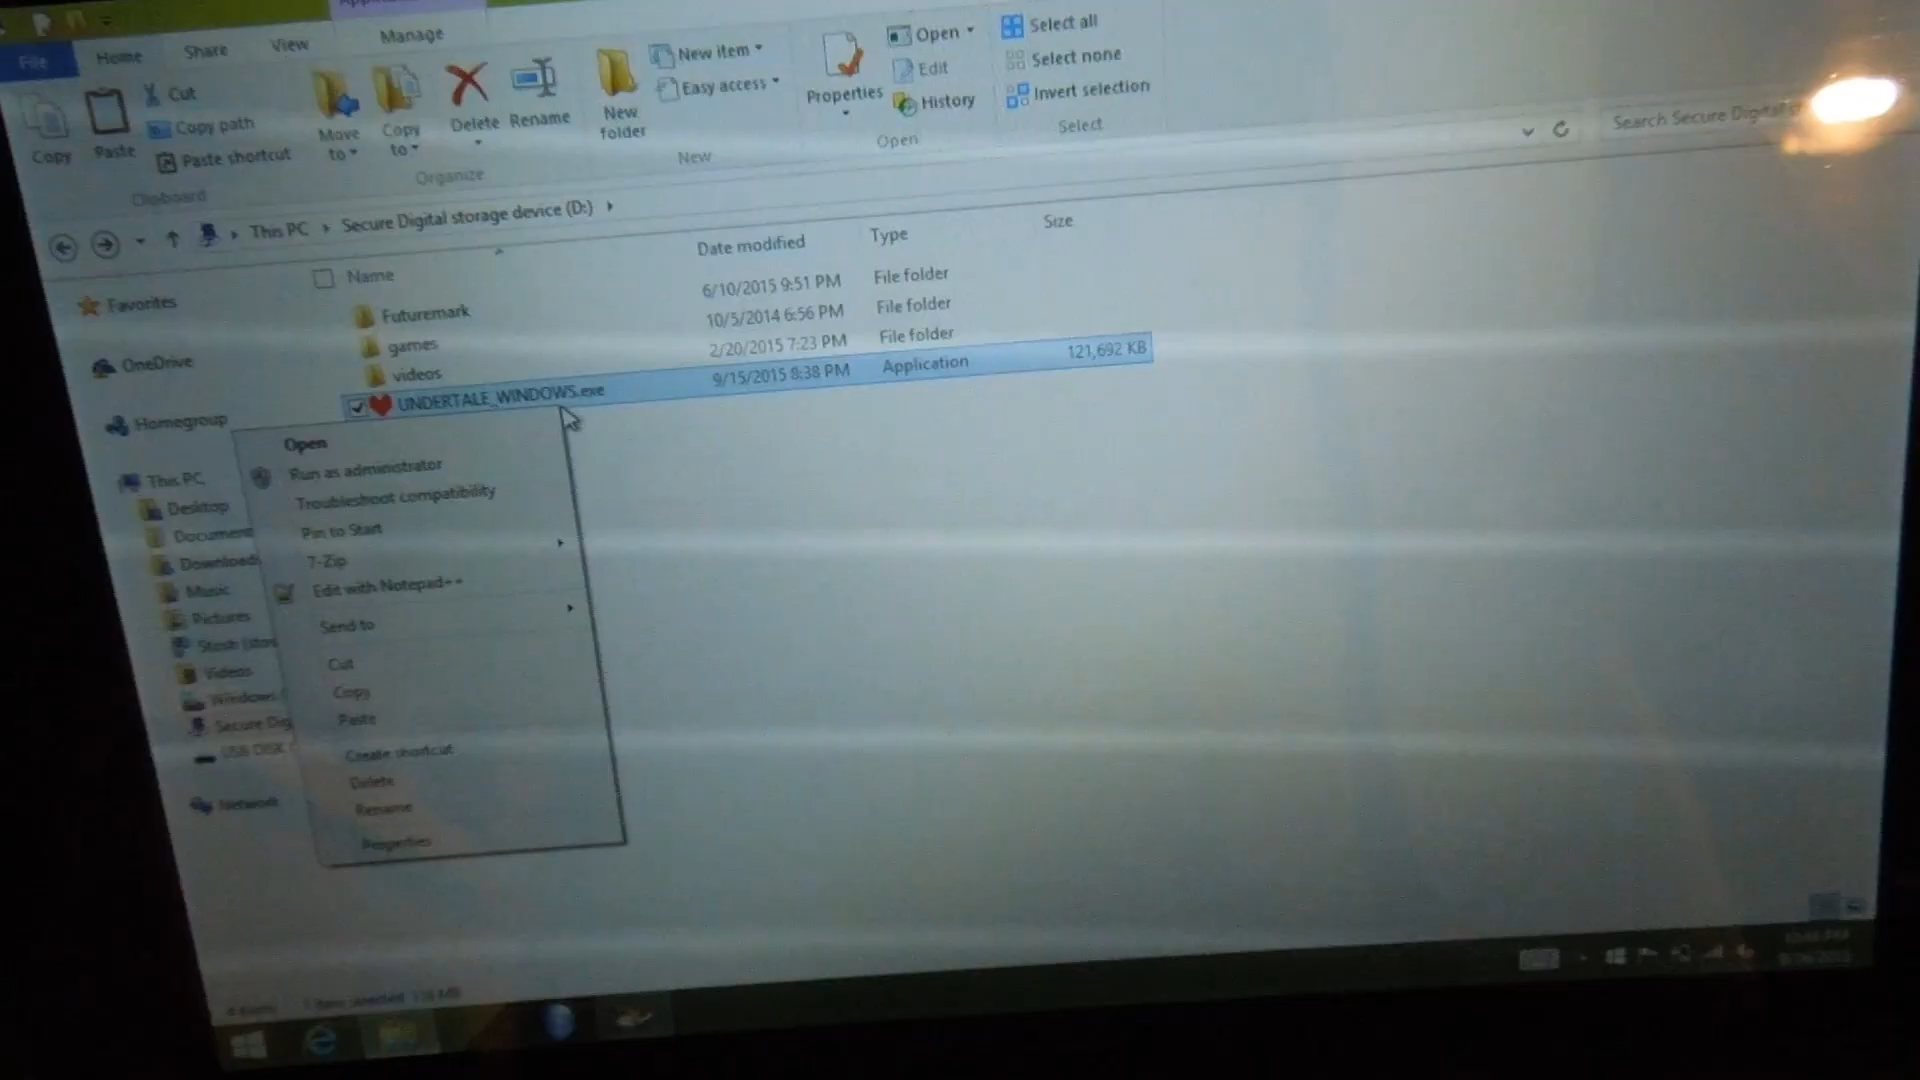 File Home Share View Manage
Copy
Paste
Cut
Copy path
Paste shortcut
Clipboard
Move to
Copy to
Delete
Rename
Organize
New folder
New item
Easy access
New
Properties
Open
Edit
History
Open
Select all
Select none
Invert selection
Select
This PC Secure Digital storage device (D:)
Search Secure Digital
Name Date modified Type Size
Futuremark 6/10/2015 9:51 PM File folder
games 10/5/2014 6:56 PM File folder
videos 2/20/2015 7:23 PM File folder
UNDERTALE_WINDOWS.exe 9/15/2015 8:38 PM Application 121,692 KB
Favorites
OneDrive
Homegroup
This PC
Desktop
Document
Download
Music
Pictures
Videos
Windows
Secure Dig
USB DISK
Network
Open
Run as administrator
Troubleshoot compatibility
Pin to Start
7-Zip
Edit with Notepad++
Send to
Cut
Copy
Paste
Create shortcut
Delete
Rename
Properties